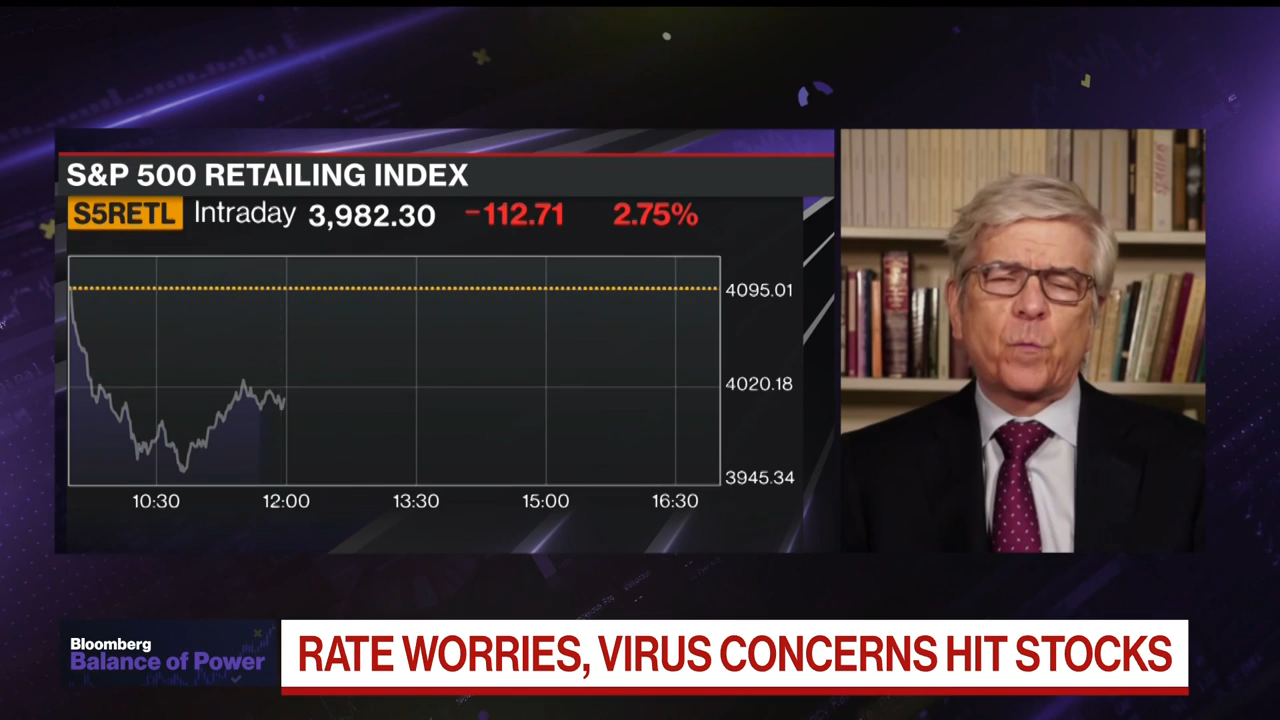 S&P 500 RETAILING INDEX
S5RETL Intraday 3,982.30 -112.71 2.75%
4095.01
4020.18
3945.34
10:30 12:00 13:30 15:00 16:30
Bloomberg
Balance of Power
RATE WORRIES, VIRUS CONCERNS HIT STOCKS